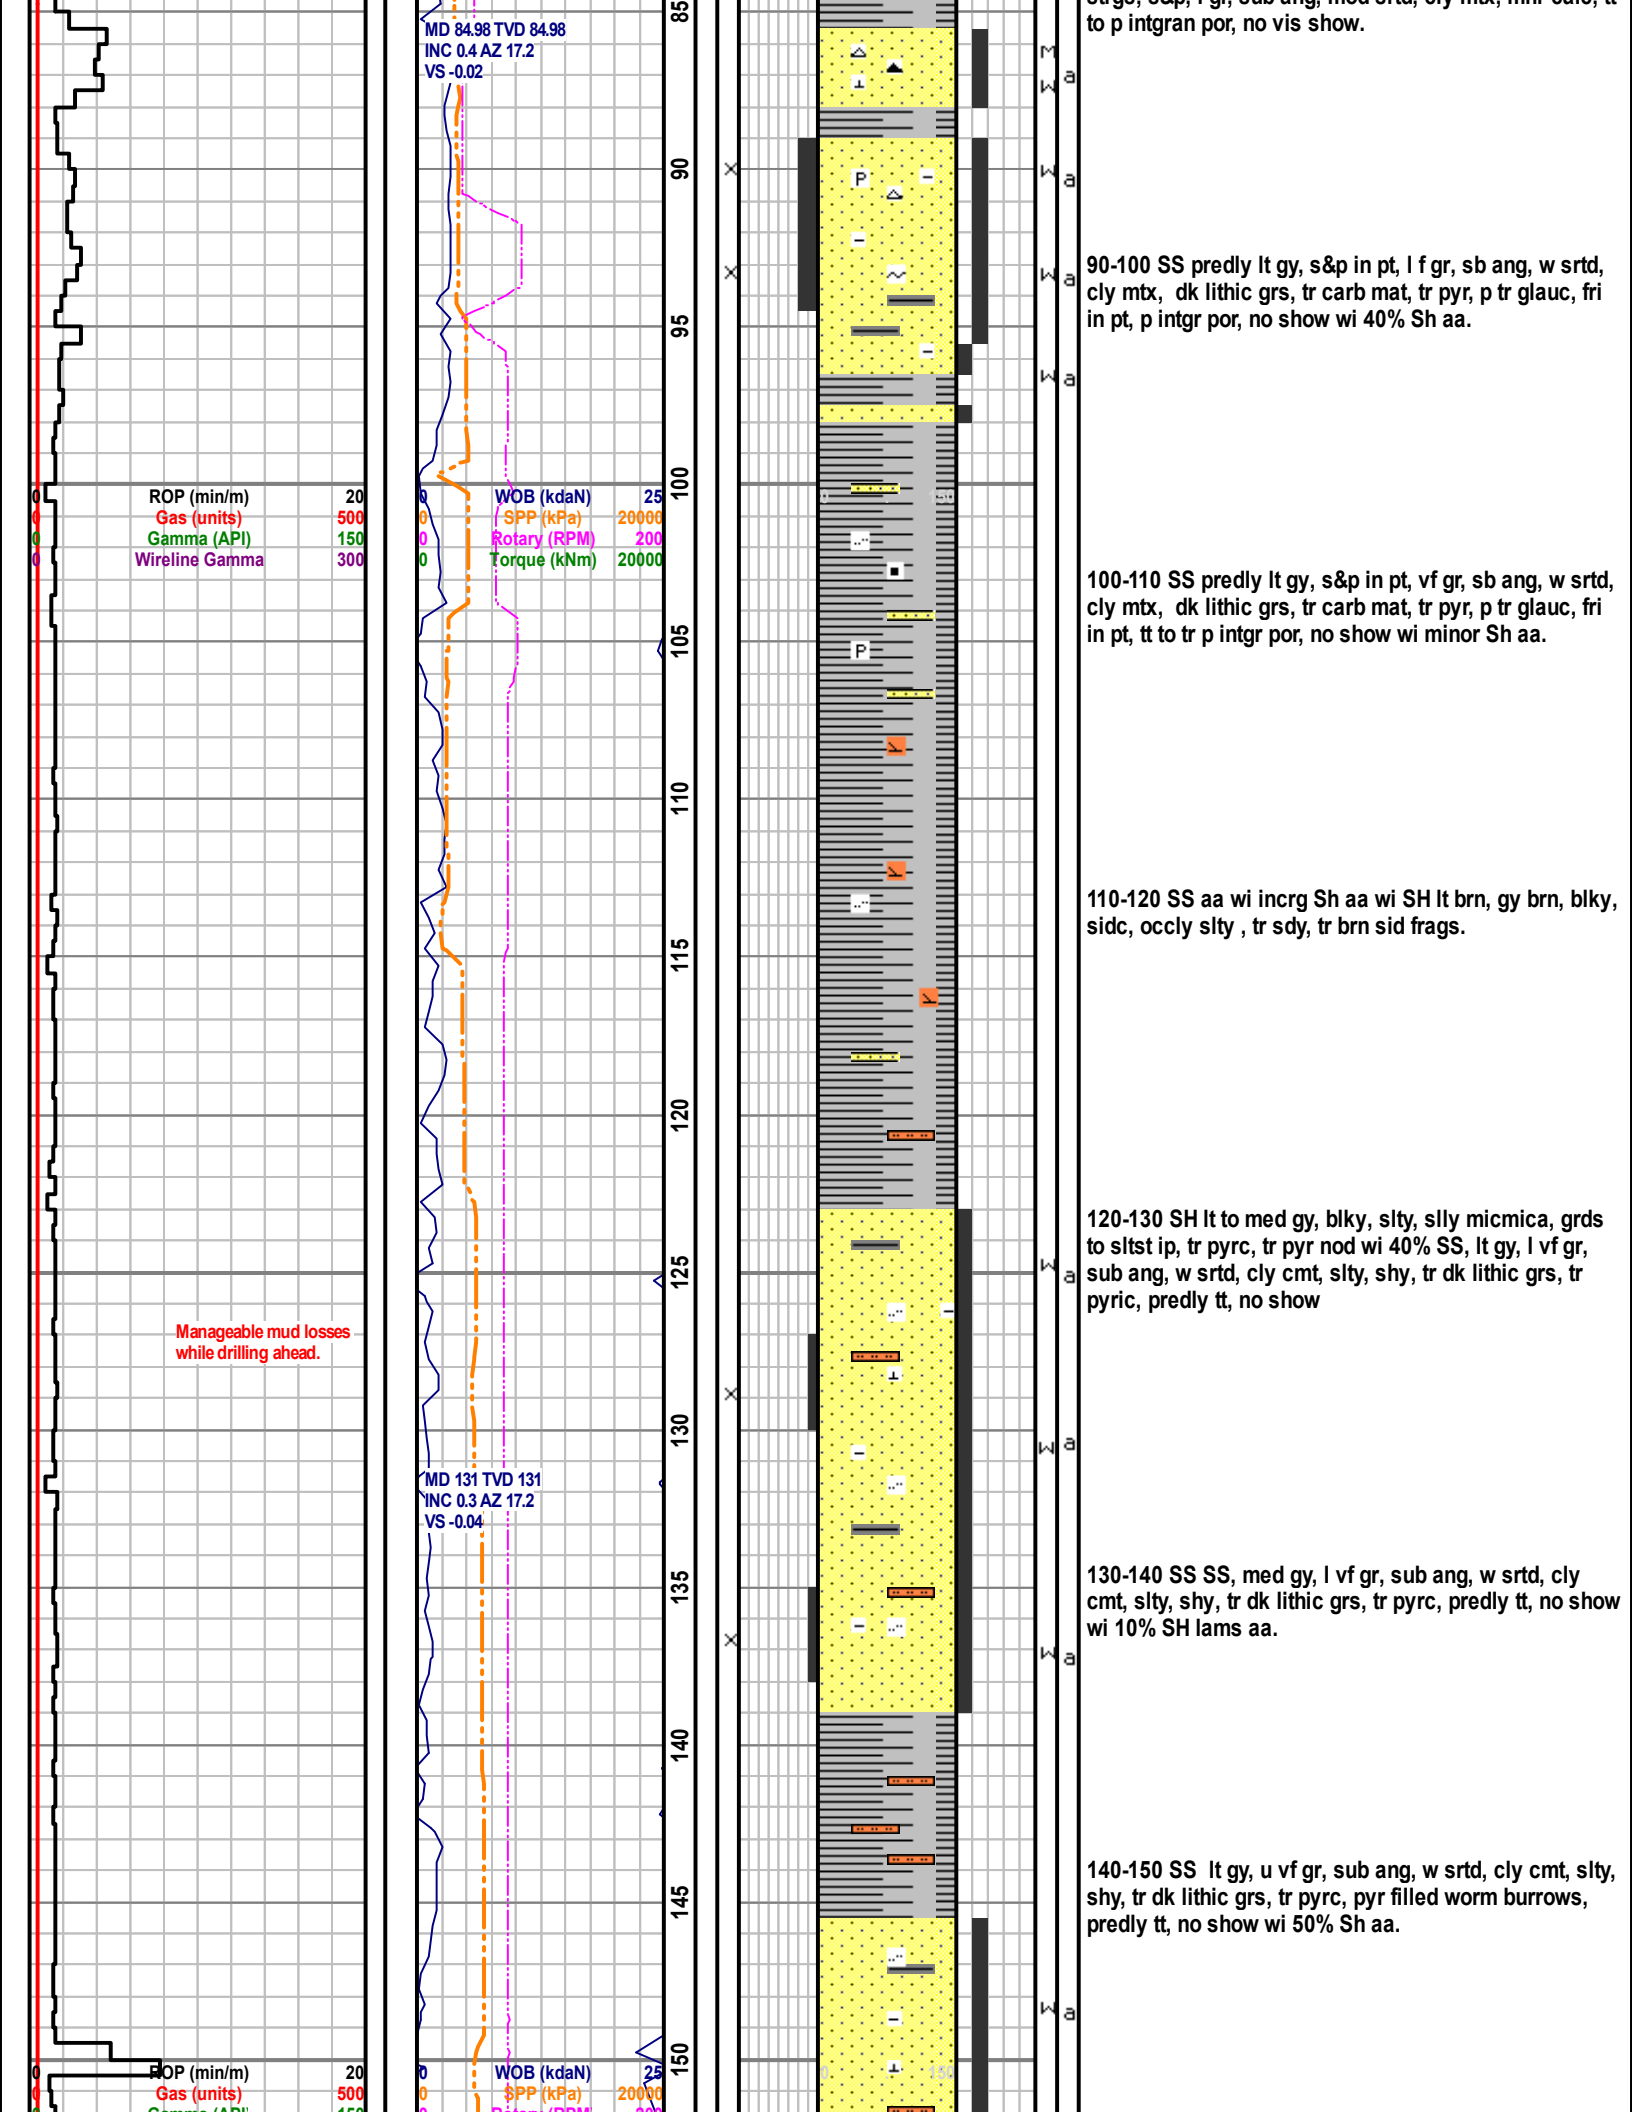 to p intgran por, no vis show.
85
MD 84.98 TVD 84.98
INC 0.4 AZ 17.2
VS -0.02
90
P
90-100 SS predly lt gy, s&p in pt, l f gr, sb ang, w srtd,
cly mtx,  dk lithic grs, tr carb mat, tr pyr, p tr glauc, fri
in pt, p intgr por, no show wi 40% Sh aa.
95
100
0 ROP (min/m) 20
Gas (units) 500
0 Gamma (API) 150
0 Wireline Gamma 300
0 WOB (kdaN) 25
0 SPP (kPa) 20000
0 Rotary (RPM) 200
0 Torque (kNm) 20000
0 150
100-110 SS predly lt gy, s&p in pt, vf gr, sb ang, w srtd,
cly mtx,  dk lithic grs, tr carb mat, tr pyr, p tr glauc, fri
in pt, tt to tr p intgr por, no show wi minor Sh aa.
105
P
110
110-120 SS aa wi incrg Sh aa wi SH lt brn, gy brn, blky,
sidc, occly slty , tr sdy, tr brn sid frags.
115
120
120-130 SH lt to med gy, blky, slty, slly micmica, grds
to sltst ip, tr pyrc, tr pyr nod wi 40% SS, lt gy, l vf gr,
sub ang, w srtd, cly cmt, slty, shy, tr dk lithic grs, tr
pyric, predly tt, no show
125
Manageable mud losses
while drilling ahead.
130
MD 131 TVD 131
INC 0.3 AZ 17.2
VS -0.04
130-140 SS SS, med gy, l vf gr, sub ang, w srtd, cly
cmt, slty, shy, tr dk lithic grs, tr pyrc, predly tt, no show
wi 10% SH lams aa.
135
140
140-150 SS  lt gy, u vf gr, sub ang, w srtd, cly cmt, slty,
shy, tr dk lithic grs, tr pyrc, pyr filled worm burrows,
predly tt, no show wi 50% Sh aa.
145
150
0 ROP (min/m) 20
Gas (units) 500
0 WOB (kdaN) 25
0 SPP (kPa) 20000
0 150